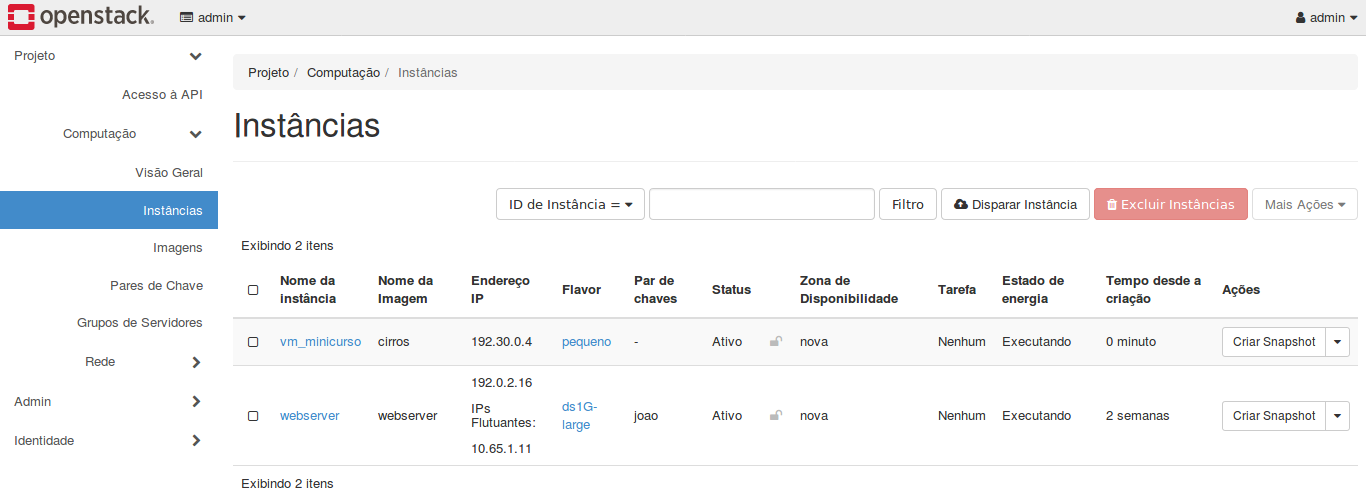 openstack. admin admin
Projeto
Acesso à API
Computação
Visão Geral
Instâncias
Imagens
Pares de Chave
Grupos de Servidores
Rede
Admin
Identidade
Projeto / Computação / Instâncias
Instâncias
ID de Instância = Filtro Disparar Instância Excluir Instâncias Mais Ações
Exibindo 2 itens
Nome da instância Nome da Imagem Endereço IP Flavor Par de chaves Status Zona de Disponibilidade Tarefa Estado de energia Tempo desde a criação Ações
vm_minicurso cirros 192.30.0.4 pequeno - Ativo nova Nenhum Executando 0 minuto Criar Snapshot
webserver webserver 192.0.2.16 IPs Flutuantes: 10.65.1.11 ds1G-large joao Ativo nova Nenhum Executando 2 semanas Criar Snapshot
Exibindo 2 itens